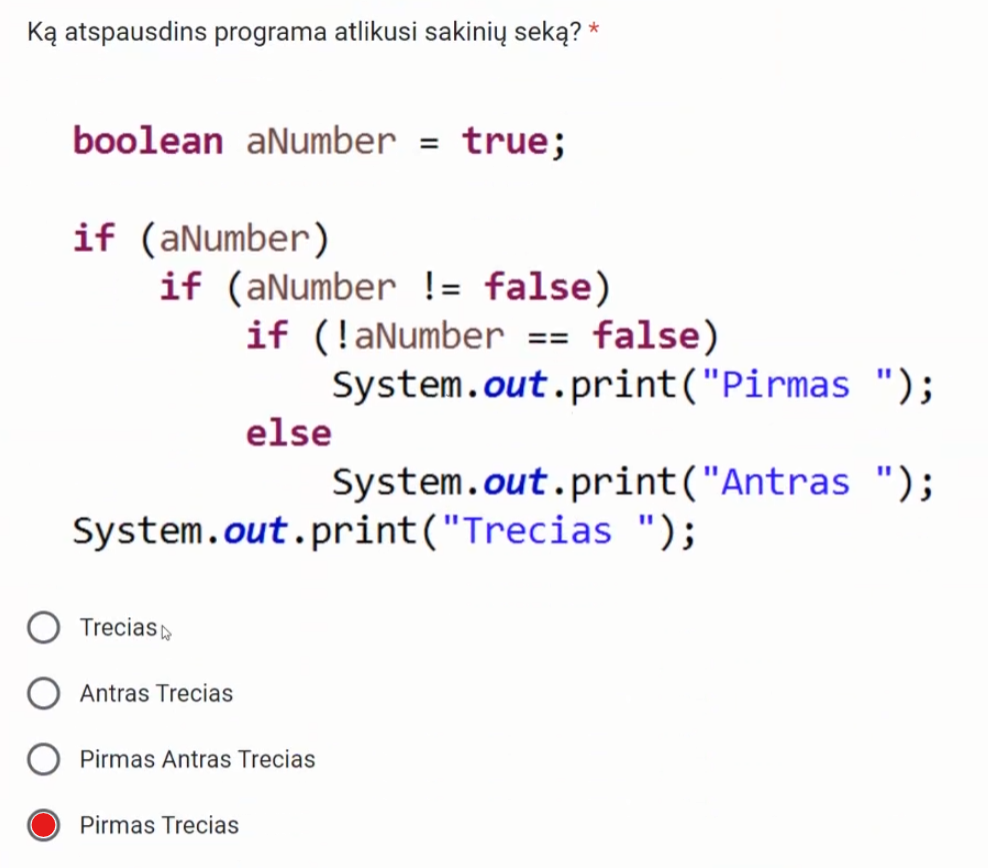 Ką atspausdins programa atlikusi sakinių seką? *
boolean aNumber = true;
if (aNumber)
if (aNumber != false)
if (!aNumber == false)
System.out.print("Pirmas ");
else
System.out.print("Antras ");
System.out.print("Trecias ");
Trecias
Antras Trecias
Pirmas Antras Trecias
Pirmas Trecias